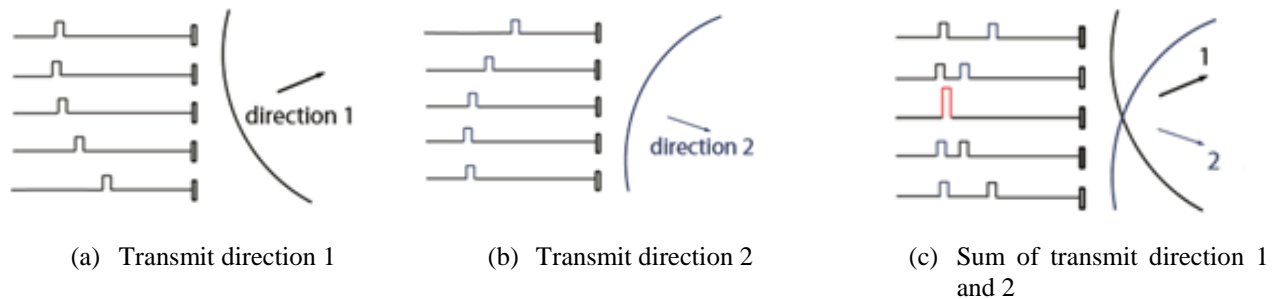 direction 1
direction 2
1
2
(a) Transmit direction 1
(b) Transmit direction 2
(c) Sum of transmit direction 1
and 2